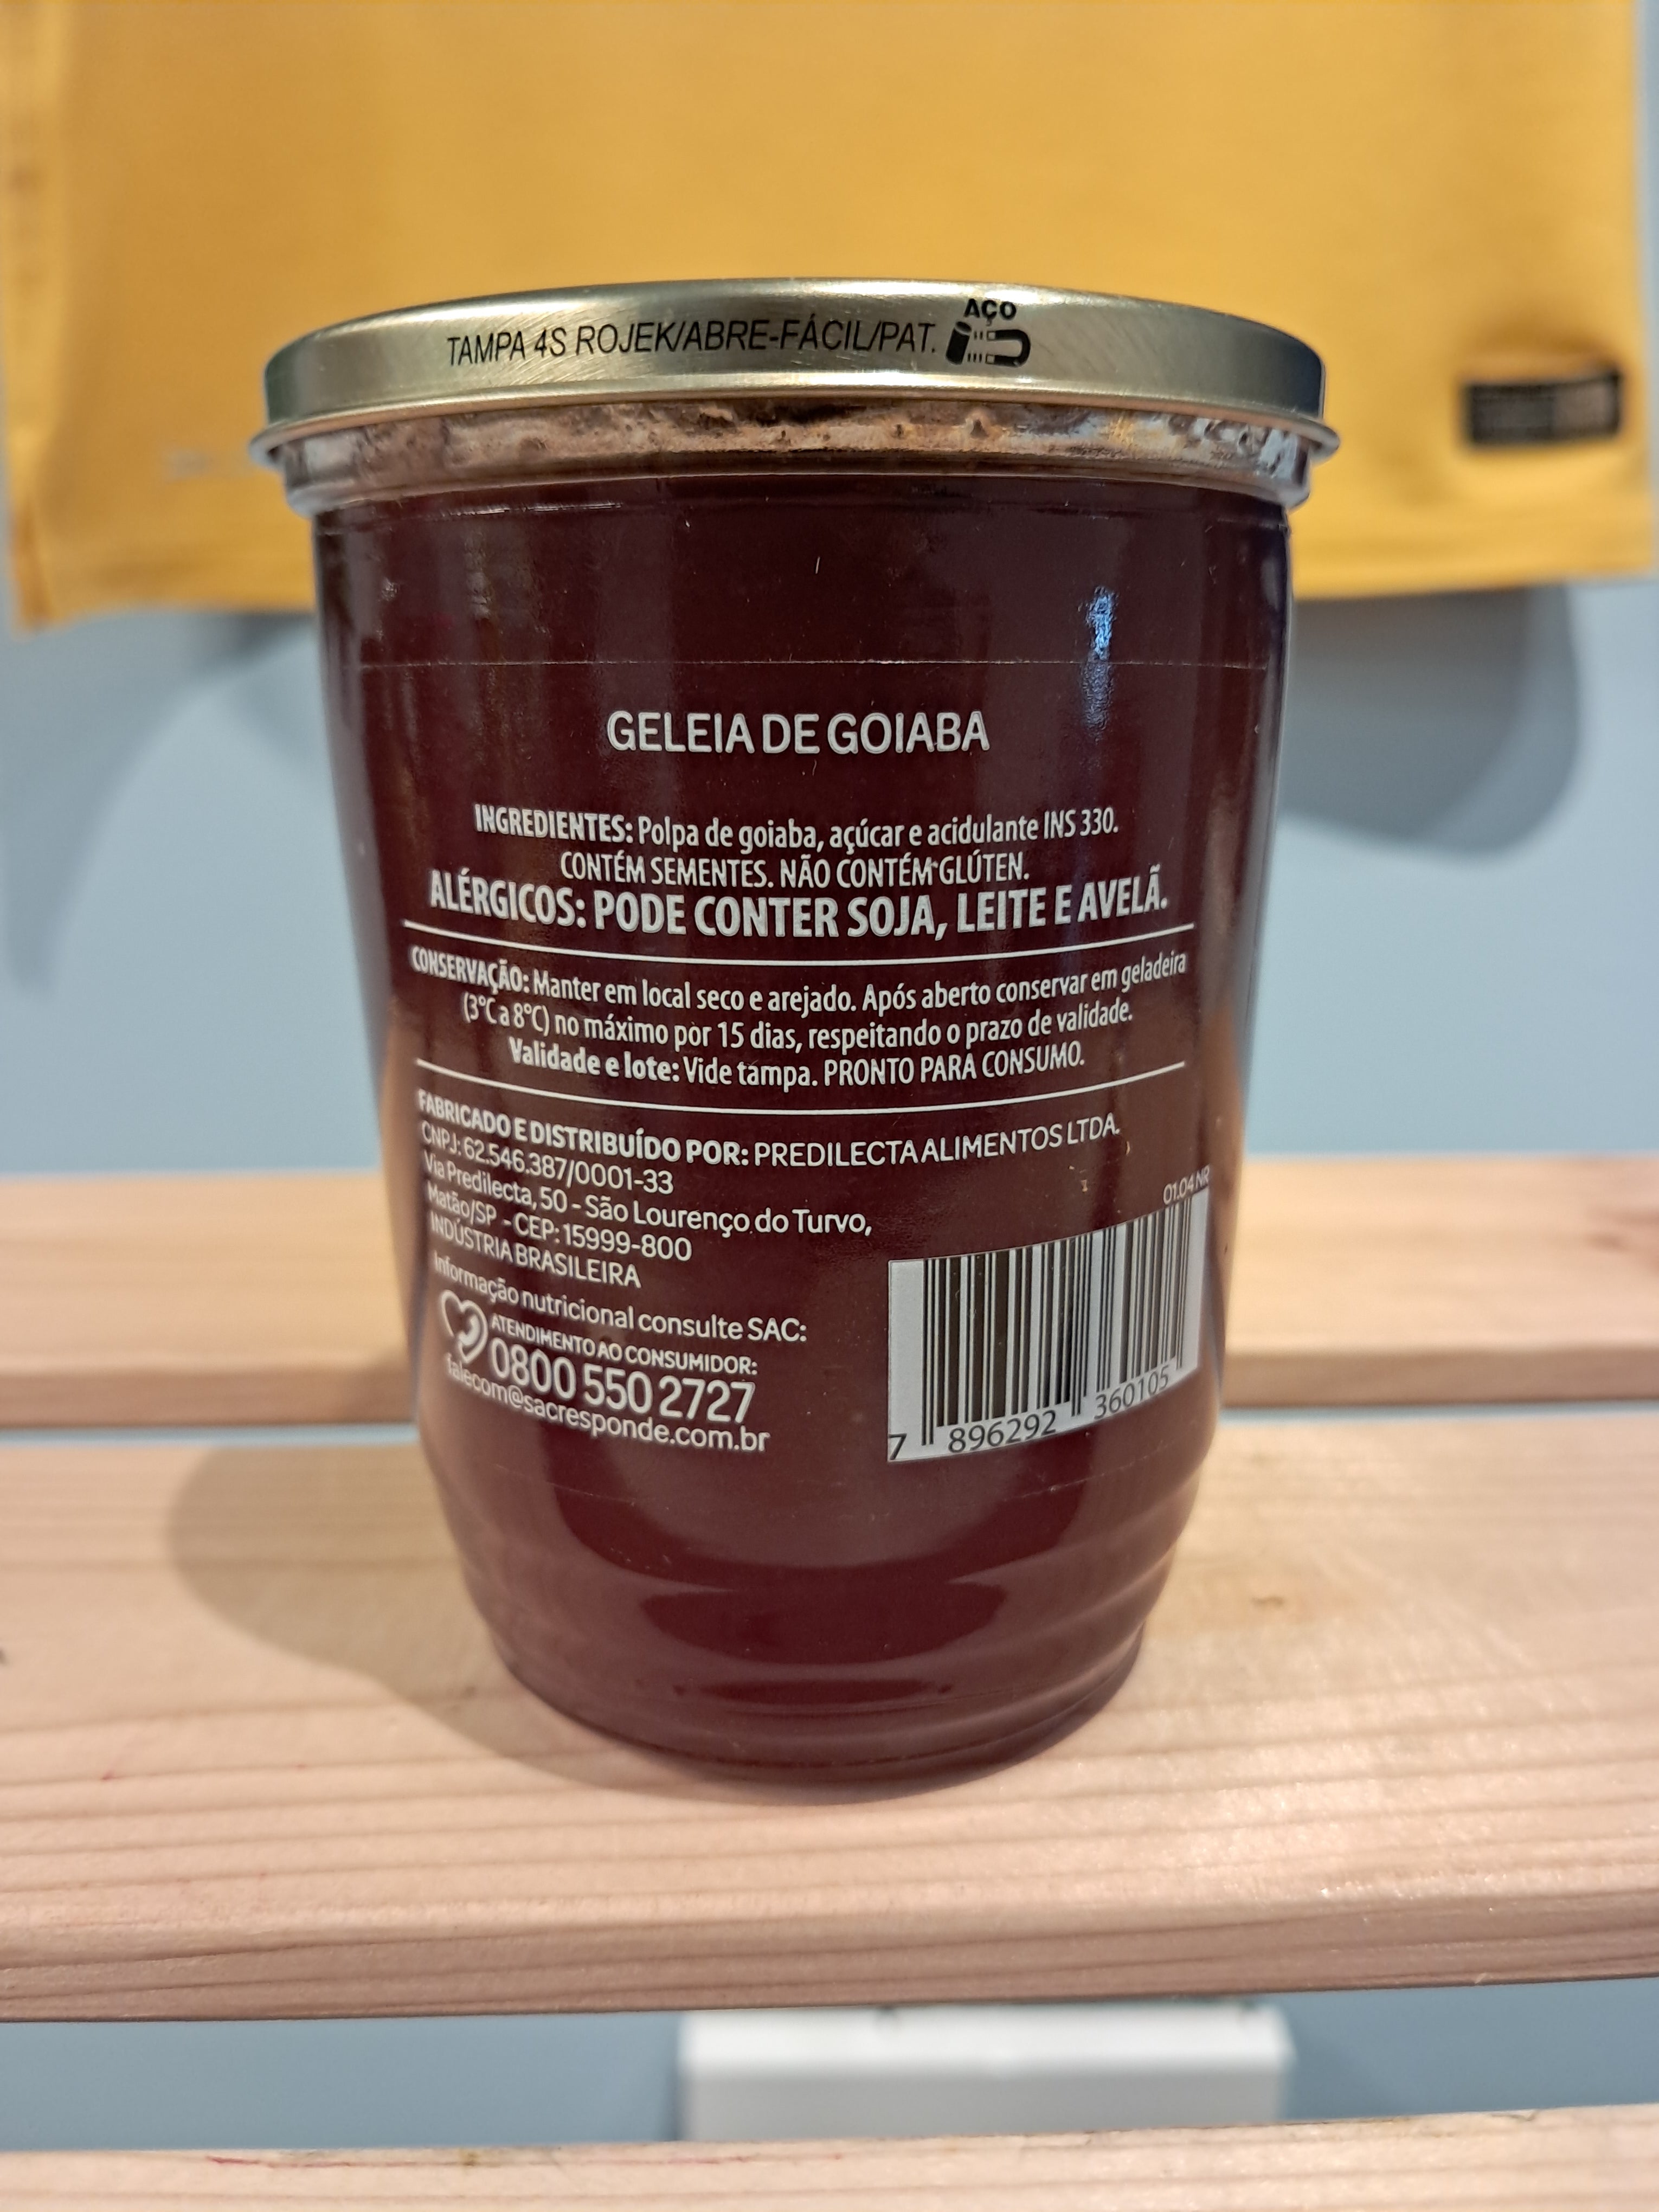 TAMPA 4S ROJEK/ABRE-FÁCIL/PAT.
AÇO
GELEIA DE GOIABA
INGREDIENTES: Polpa de goiaba, açúcar e acidulante INS 330.
CONTÉM SEMENTES. NÃO CONTÉM GLÚTEN.
ALÉRGICOS: PODE CONTER SOJA, LEITE E AVELÃ.
CONSERVAÇÃO: Manter em local seco e arejado. Após aberto conservar em geladeira
(3°C a 8°C) no máximo por 15 dias, respeitando o prazo de validade.
Validade e lote: Vide tampa. PRONTO PARA CONSUMO.
FABRICADO E DISTRIBUÍDO POR: PREDILECTA ALIMENTOS LTDA.
CNPJ: 62.546.387/0001-33
Via Predilecta, 50 - São Lourenço do Turvo,
Matão/SP - CEP: 15999-800
INDÚSTRIA BRASILEIRA
Informação nutricional consulte SAC:
ATENDIMENTO AO CONSUMIDOR:
0800 550 2727
falecom@sacresponde.com.br
01.04 NR
7 896292 360105